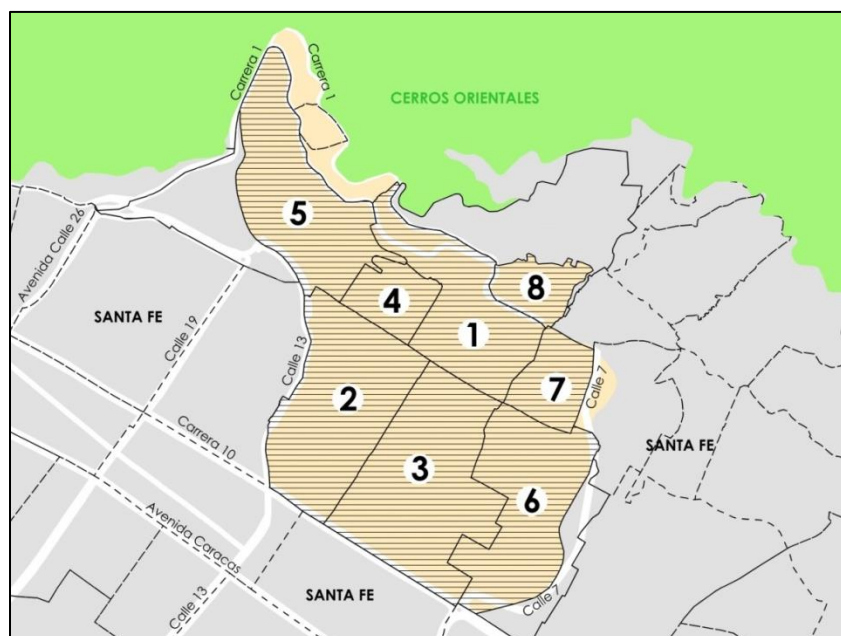 Carrera 1
Carrera 1
CERROS ORIENTALES
Avenida Calle 26
5
SANTA FE
Calle 19
4
8
1
Calle 13
2
7
Calle 7
Carrera 10
3
SANTA FE
6
Avenida Caracas
Calle 13
SANTA FE
Calle 7